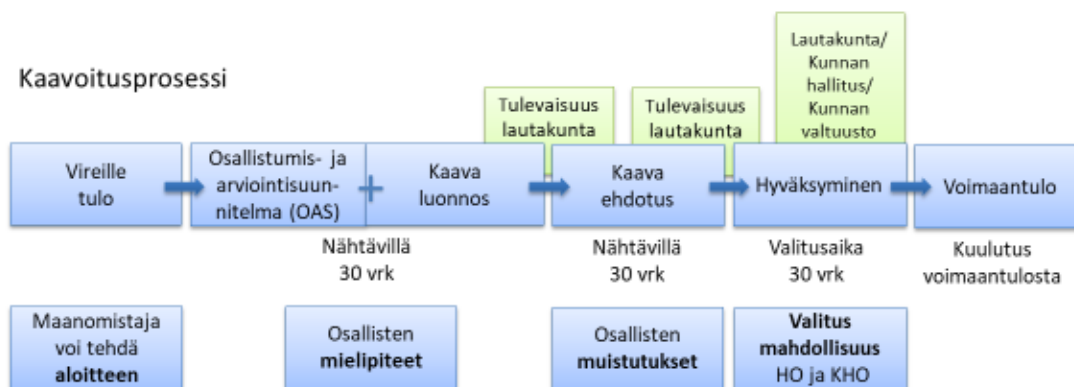 Kaavoitusprosessi
Tulevaisuus
lautakunta
Tulevaisuus
lautakunta
Lautakunta/
Kunnan
hallitus/
Kunnan
valtuusto
Vireille
tulo
Osallistumis- ja
arviointisuun-
nitelma (OAS)
+
Kaava
luonnos
Kaava
ehdotus
Hyväksyminen
Voimaantulo
Nähtävillä
30 vrk
Nähtävillä
30 vrk
Valitusaika
30 vrk
Kuulutus
voimaantulosta
Maanomistaja
voi tehdä
aloitteen
Osallisten
mielipiteet
Osallisten
muistutukset
Valitus
mahdollisuus
HO ja KHO